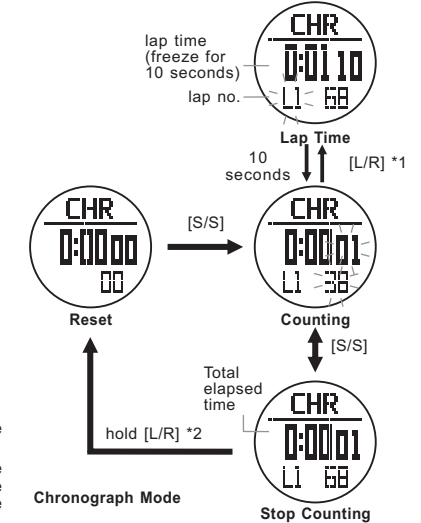 CHR
lap time
(freeze for
10 seconds)
0:01 10
lap no.
L1 68
Lap Time
10
seconds
[L/R] *1
CHR
0:00 00
00
Reset
[S/S]
CHR
0:00 01
L1 38
Counting
[S/S]
Total
elapsed
time
CHR
0:00 01
L1 68
Stop Counting
hold [L/R] *2
Chronograph Mode